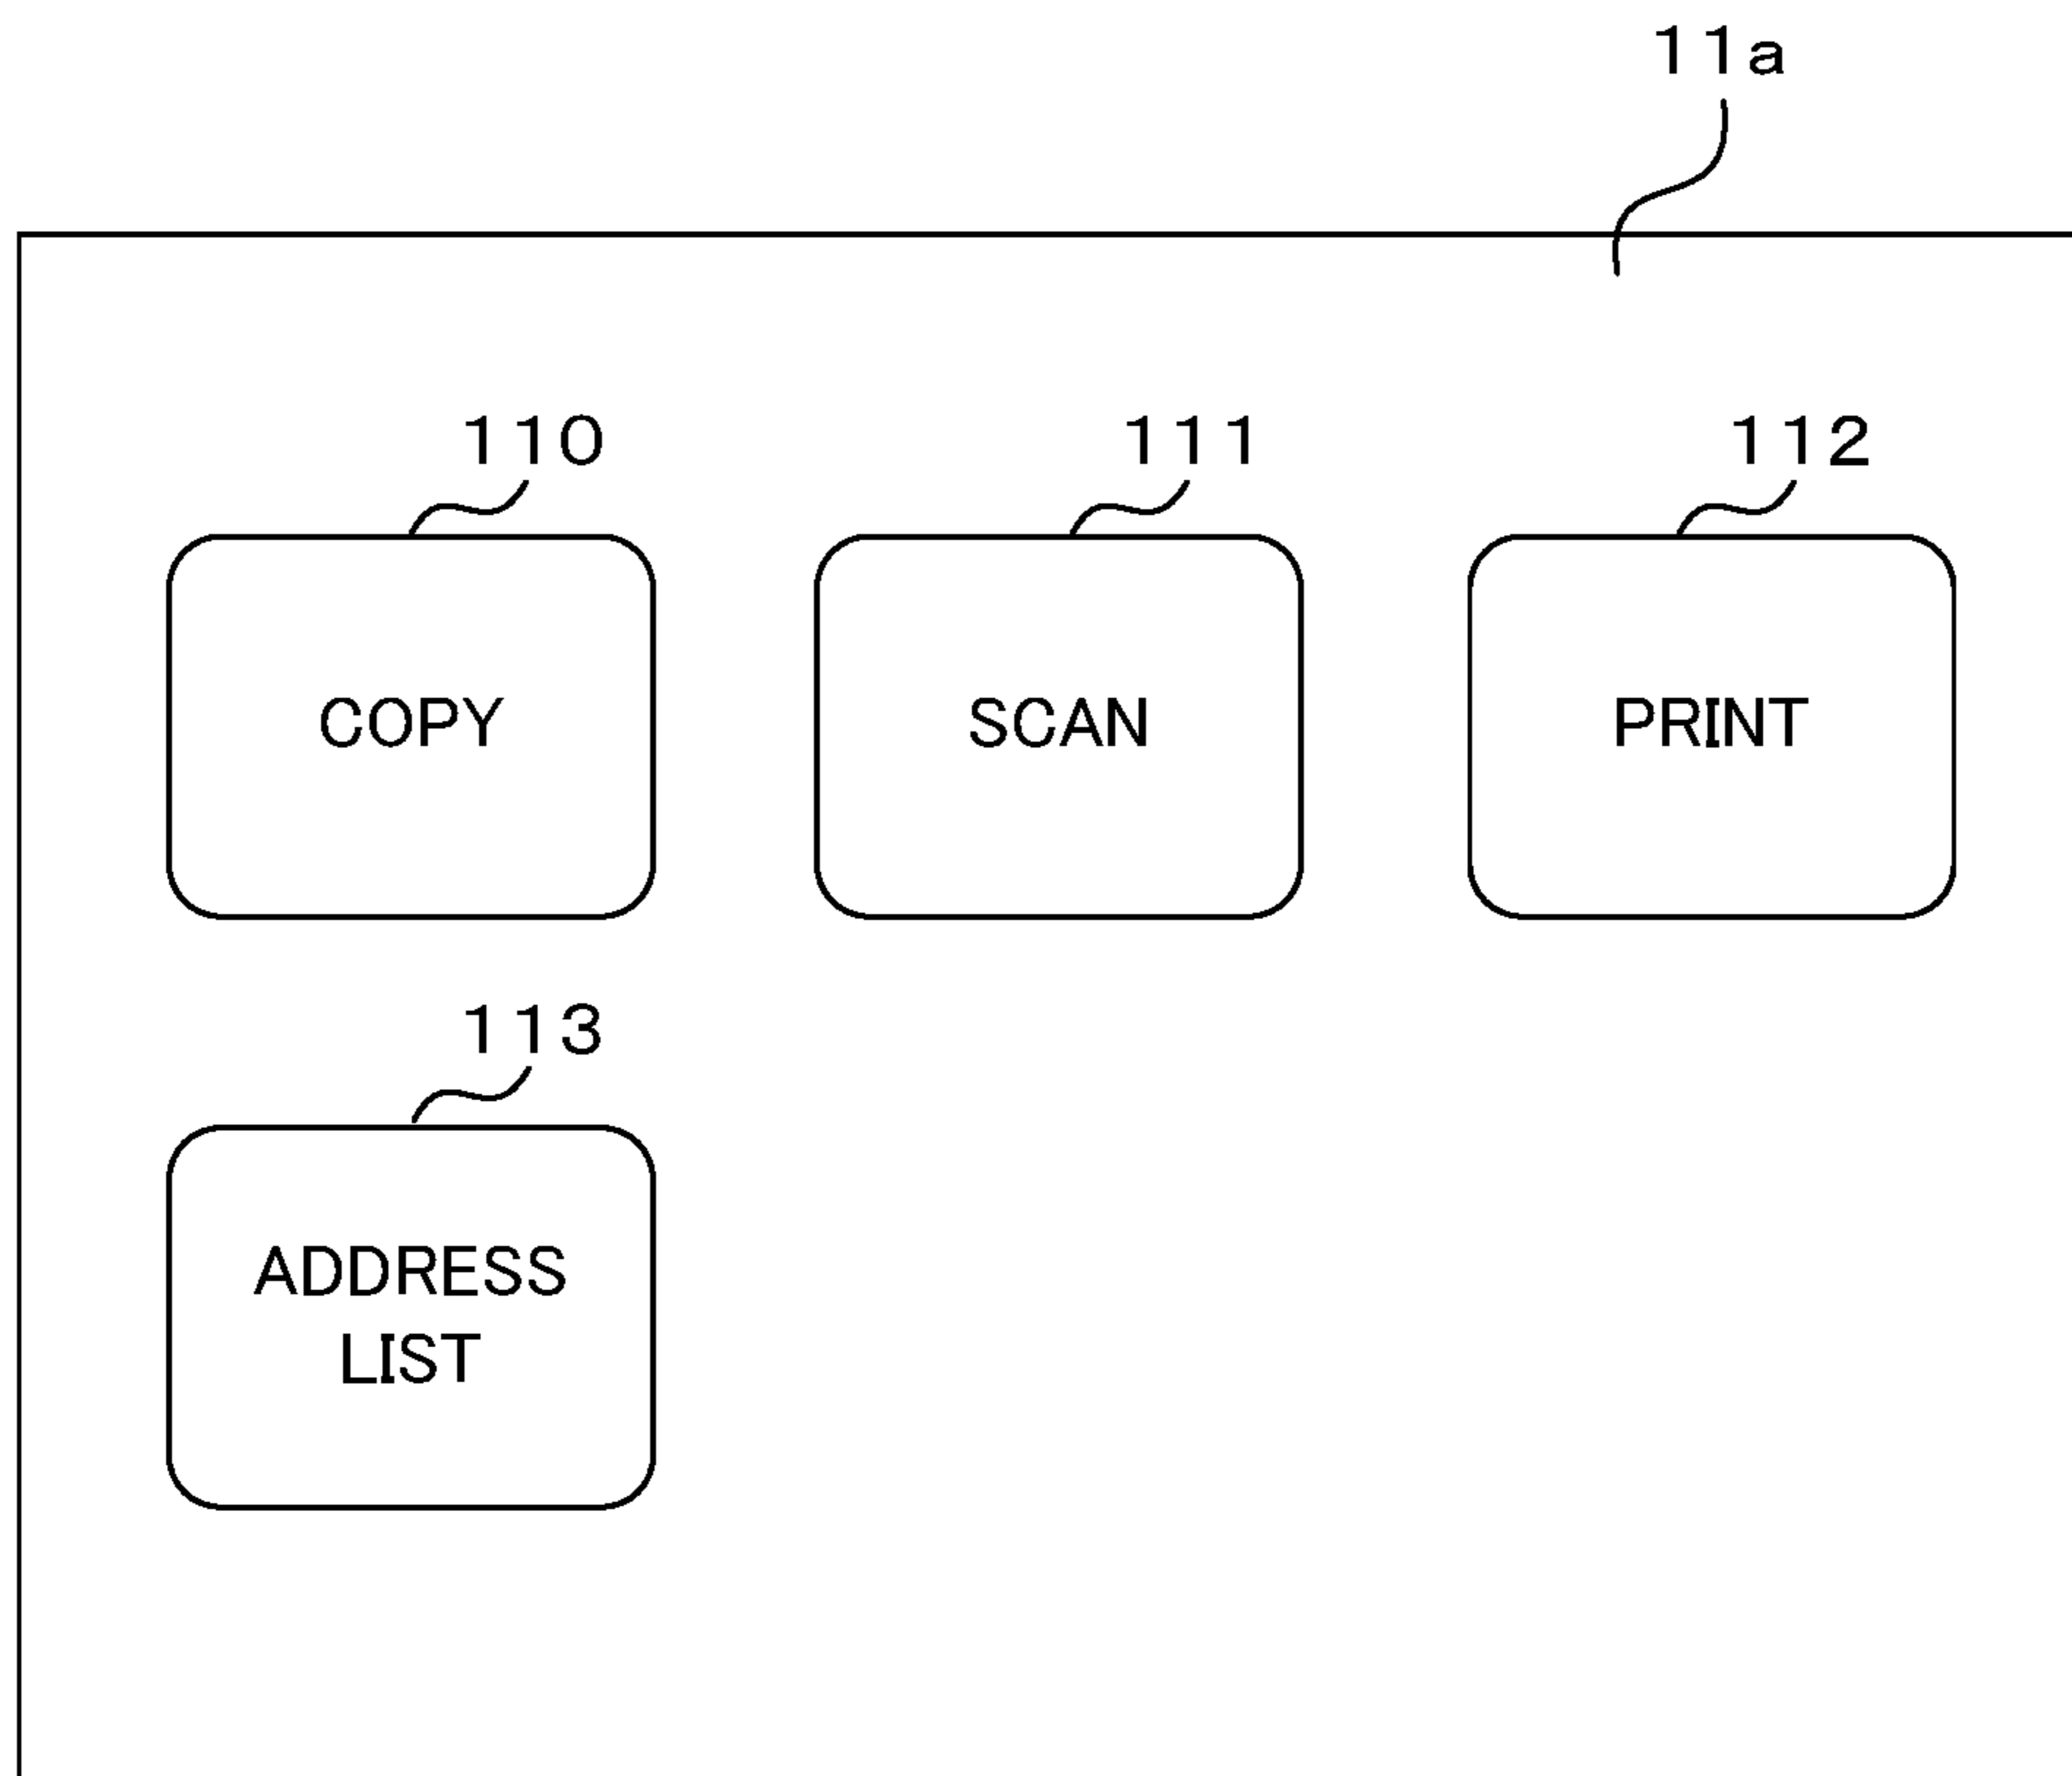 11a
110
111
112
COPY
SCAN
PRINT
113
ADDRESS
LIST